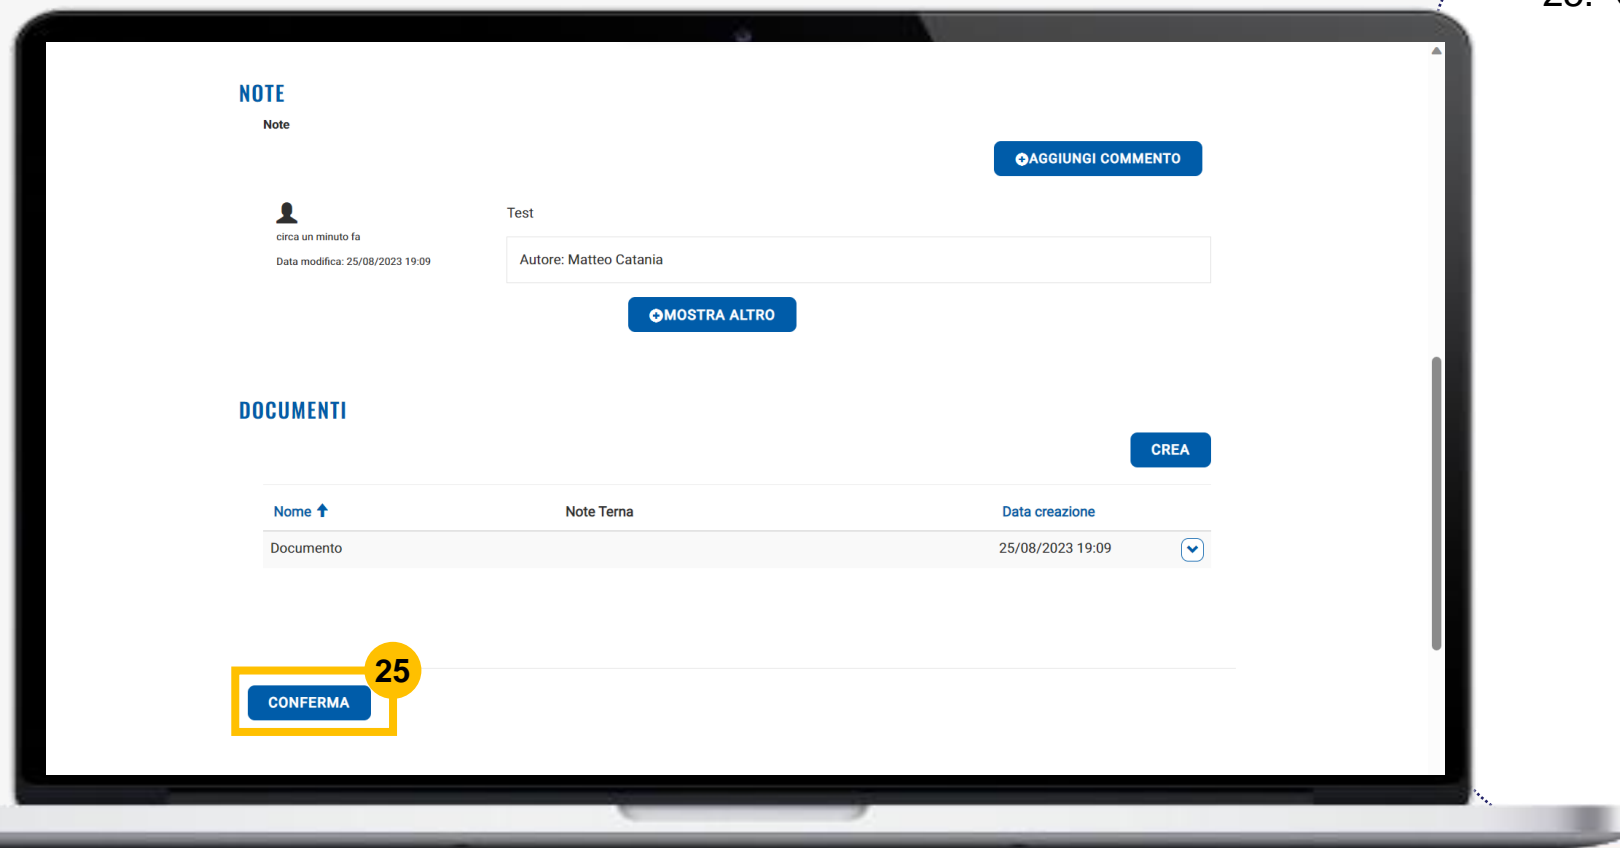 NOTE
Note
AGGIUNGI COMMENTO
Test
circa un minuto fa
Data modifica: 25/08/2023 19:09
Autore: Matteo Catania
MOSTRA ALTRO
DOCUMENTI
CREA
Nome Note Terna Data creazione
Documento 25/08/2023 19:09
25
CONFERMA